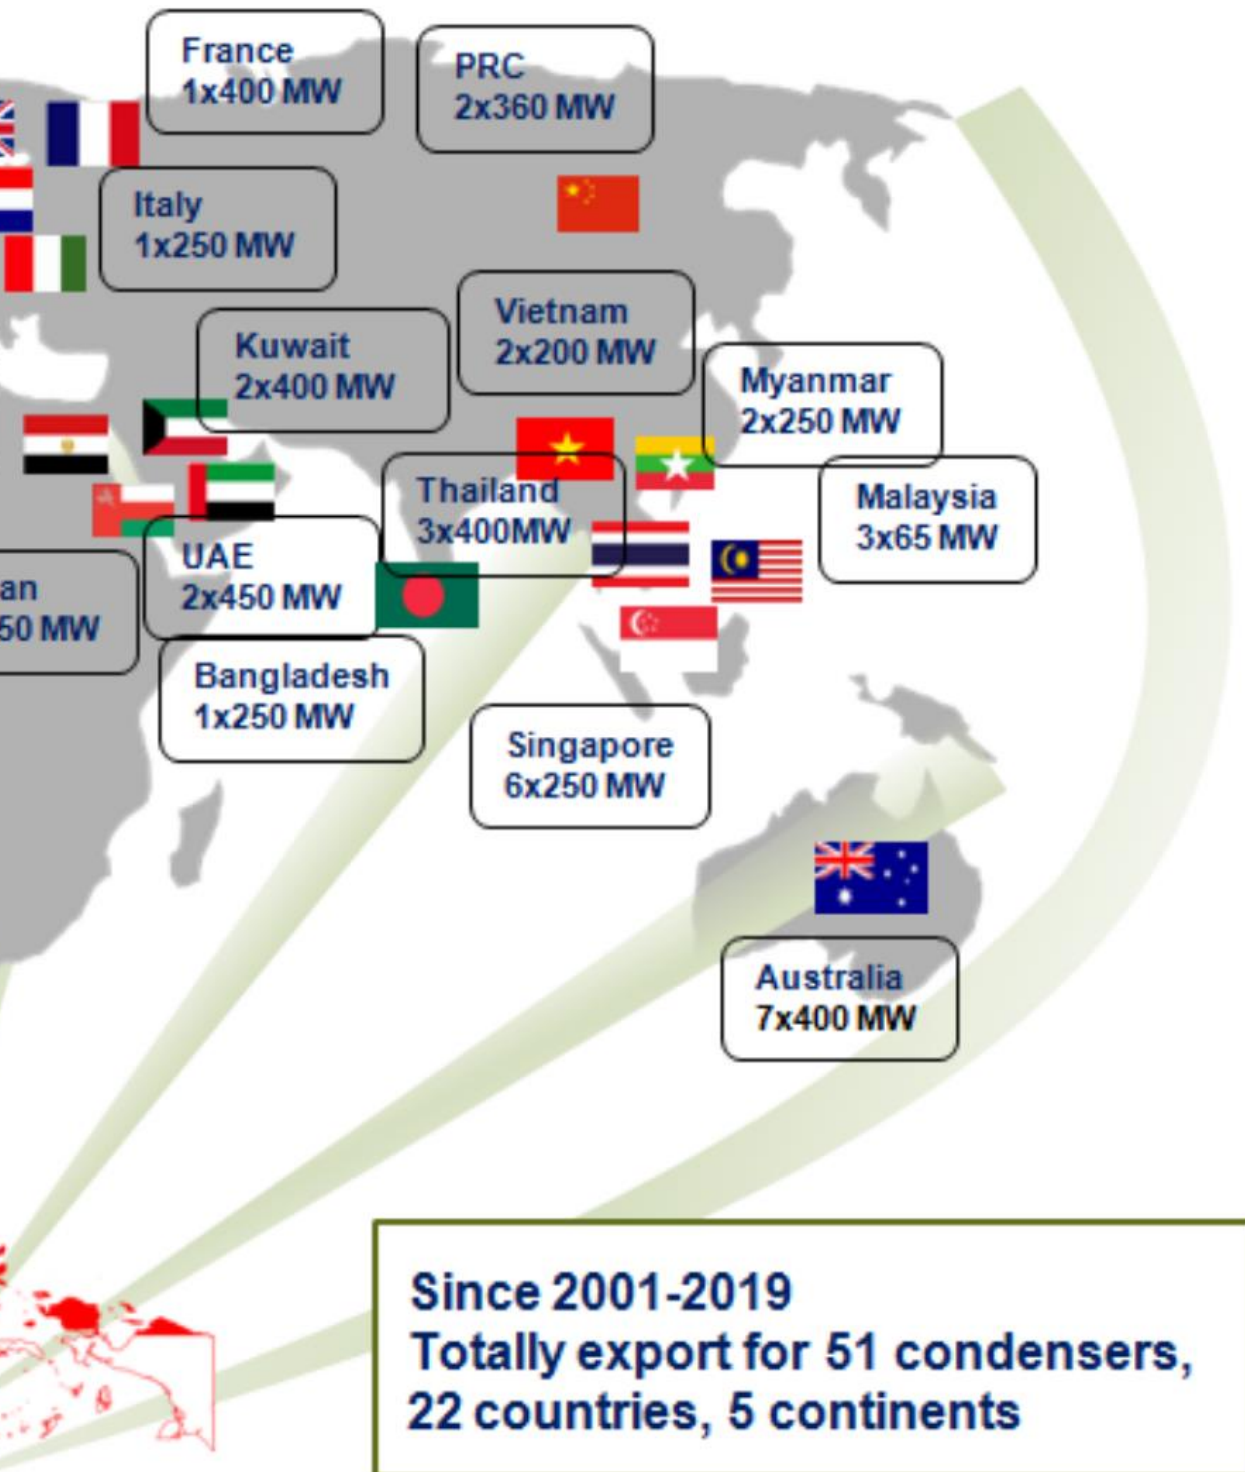 France
1x400 MW
PRC
2x360 MW
Italy
1x250 MW
Vietnam
2x200 MW
Kuwait
2x400 MW
Myanmar
2x250 MW
Thailand
3x400MW
Malaysia
3x65 MW
UAE
2x450 MW
an
50 MW
Bangladesh
1x250 MW
Singapore
6x250 MW
Australia
7x400 MW
Since 2001-2019
Totally export for 51 condensers,
22 countries, 5 continents